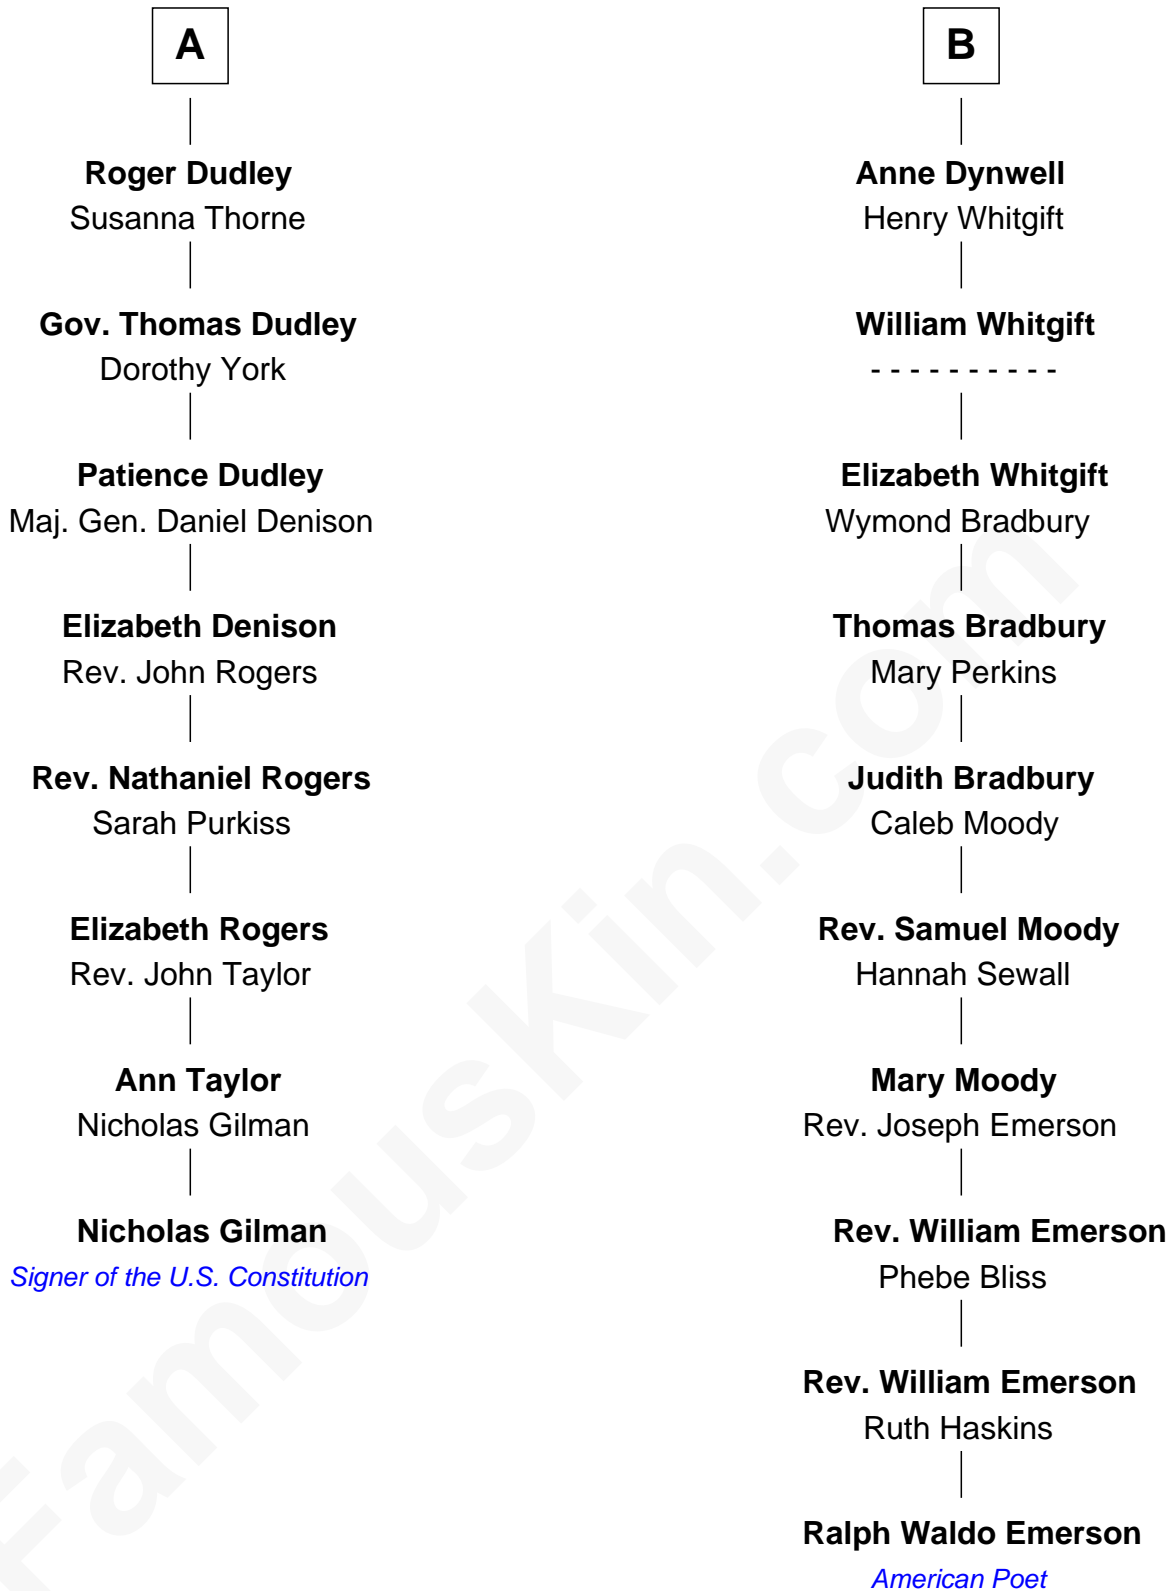 A
Roger Dudley
Susanna Thorne
Gov. Thomas Dudley
Dorothy York
Patience Dudley
Maj. Gen. Daniel Denison
Elizabeth Denison
Rev. John Rogers
Rev. Nathaniel Rogers
Sarah Purkiss
Elizabeth Rogers
Rev. John Taylor
Ann Taylor
Nicholas Gilman
Nicholas Gilman
Signer of the U.S. Constitution
B
Anne Dynwell
Henry Whitgift
William Whitgift
- - - - - - - - - -
Elizabeth Whitgift
Wymond Bradbury
Thomas Bradbury
Mary Perkins
Judith Bradbury
Caleb Moody
Rev. Samuel Moody
Hannah Sewall
Mary Moody
Rev. Joseph Emerson
Rev. William Emerson
Phebe Bliss
Rev. William Emerson
Ruth Haskins
Ralph Waldo Emerson
American Poet
FamousKin.com